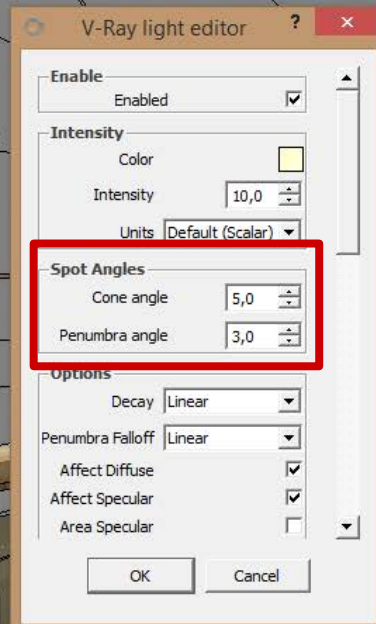 V-Ray light editor ? ×
Enable
Enabled
Intensity
Color
Intensity 10,0
Units Default (Scalar)
Spot Angles
Cone angle 5,0
Penumbra angle 3,0
Options
Decay Linear
Penumbra Falloff Linear
Affect Diffuse
Affect Specular
Area Specular
OK Cancel